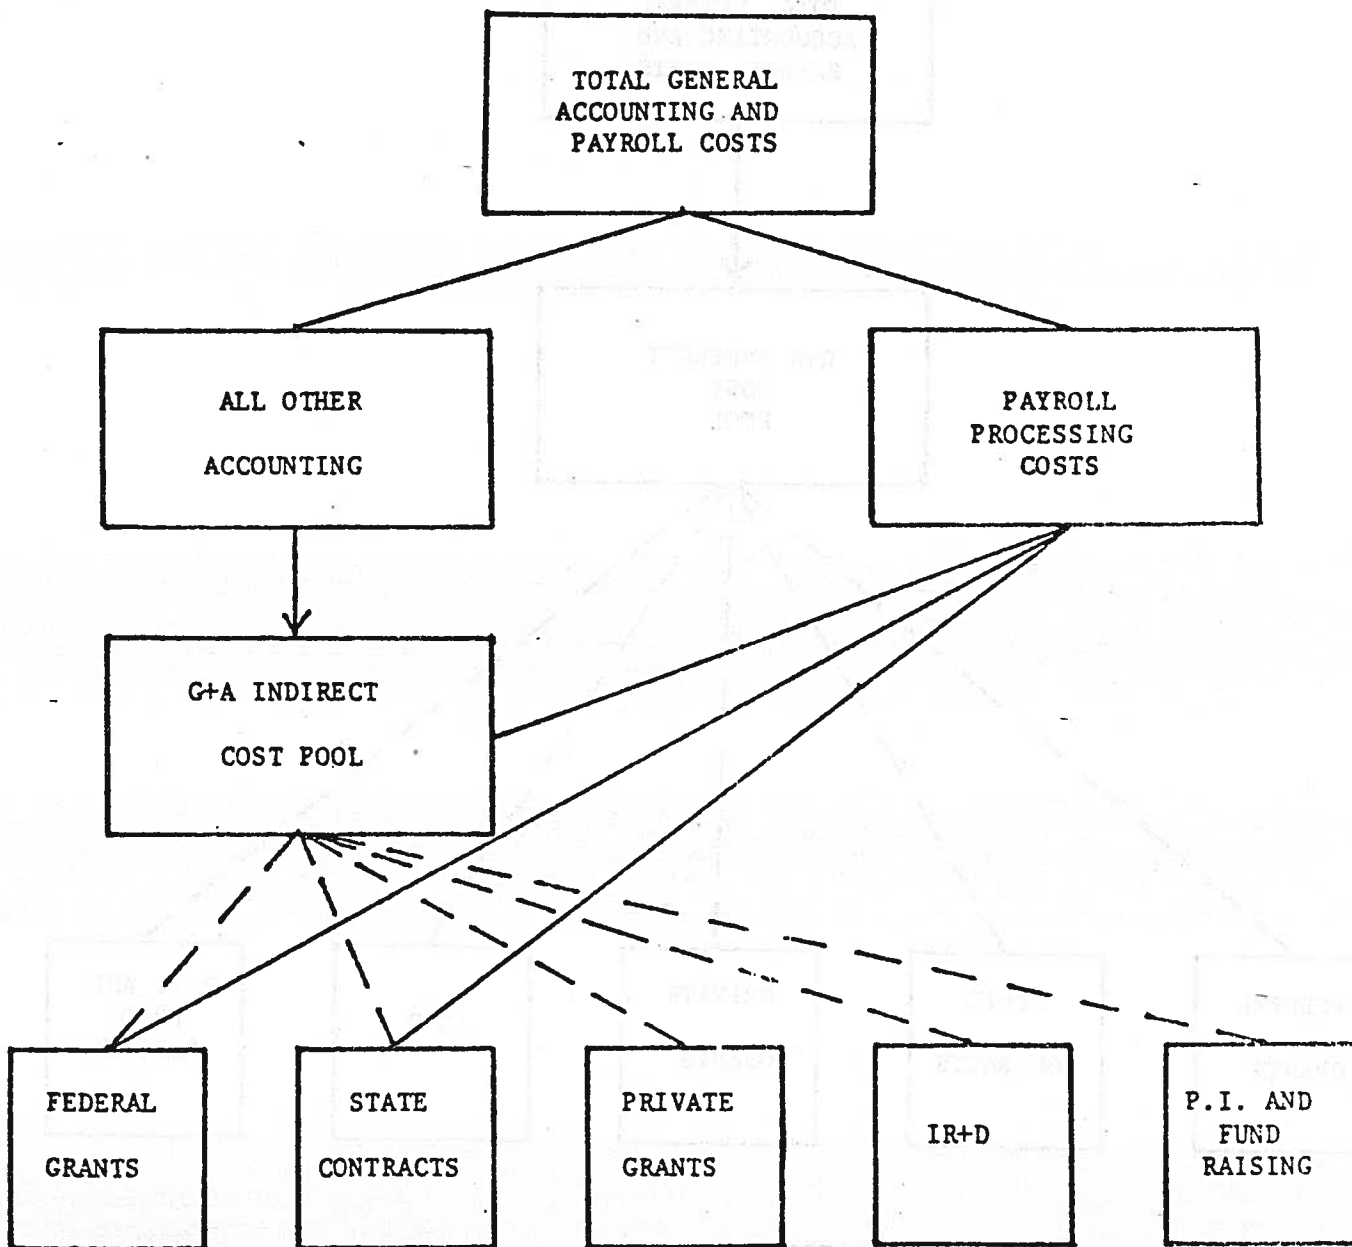 TOTAL GENERAL
ACCOUNTING AND
PAYROLL COSTS
ALL OTHER
ACCOUNTING
PAYROLL
PROCESSING
COSTS
G+A INDIRECT
COST POOL
FEDERAL
GRANTS
STATE
CONTRACTS
PRIVATE
GRANTS
IR+D
P.I. AND
FUND
RAISING